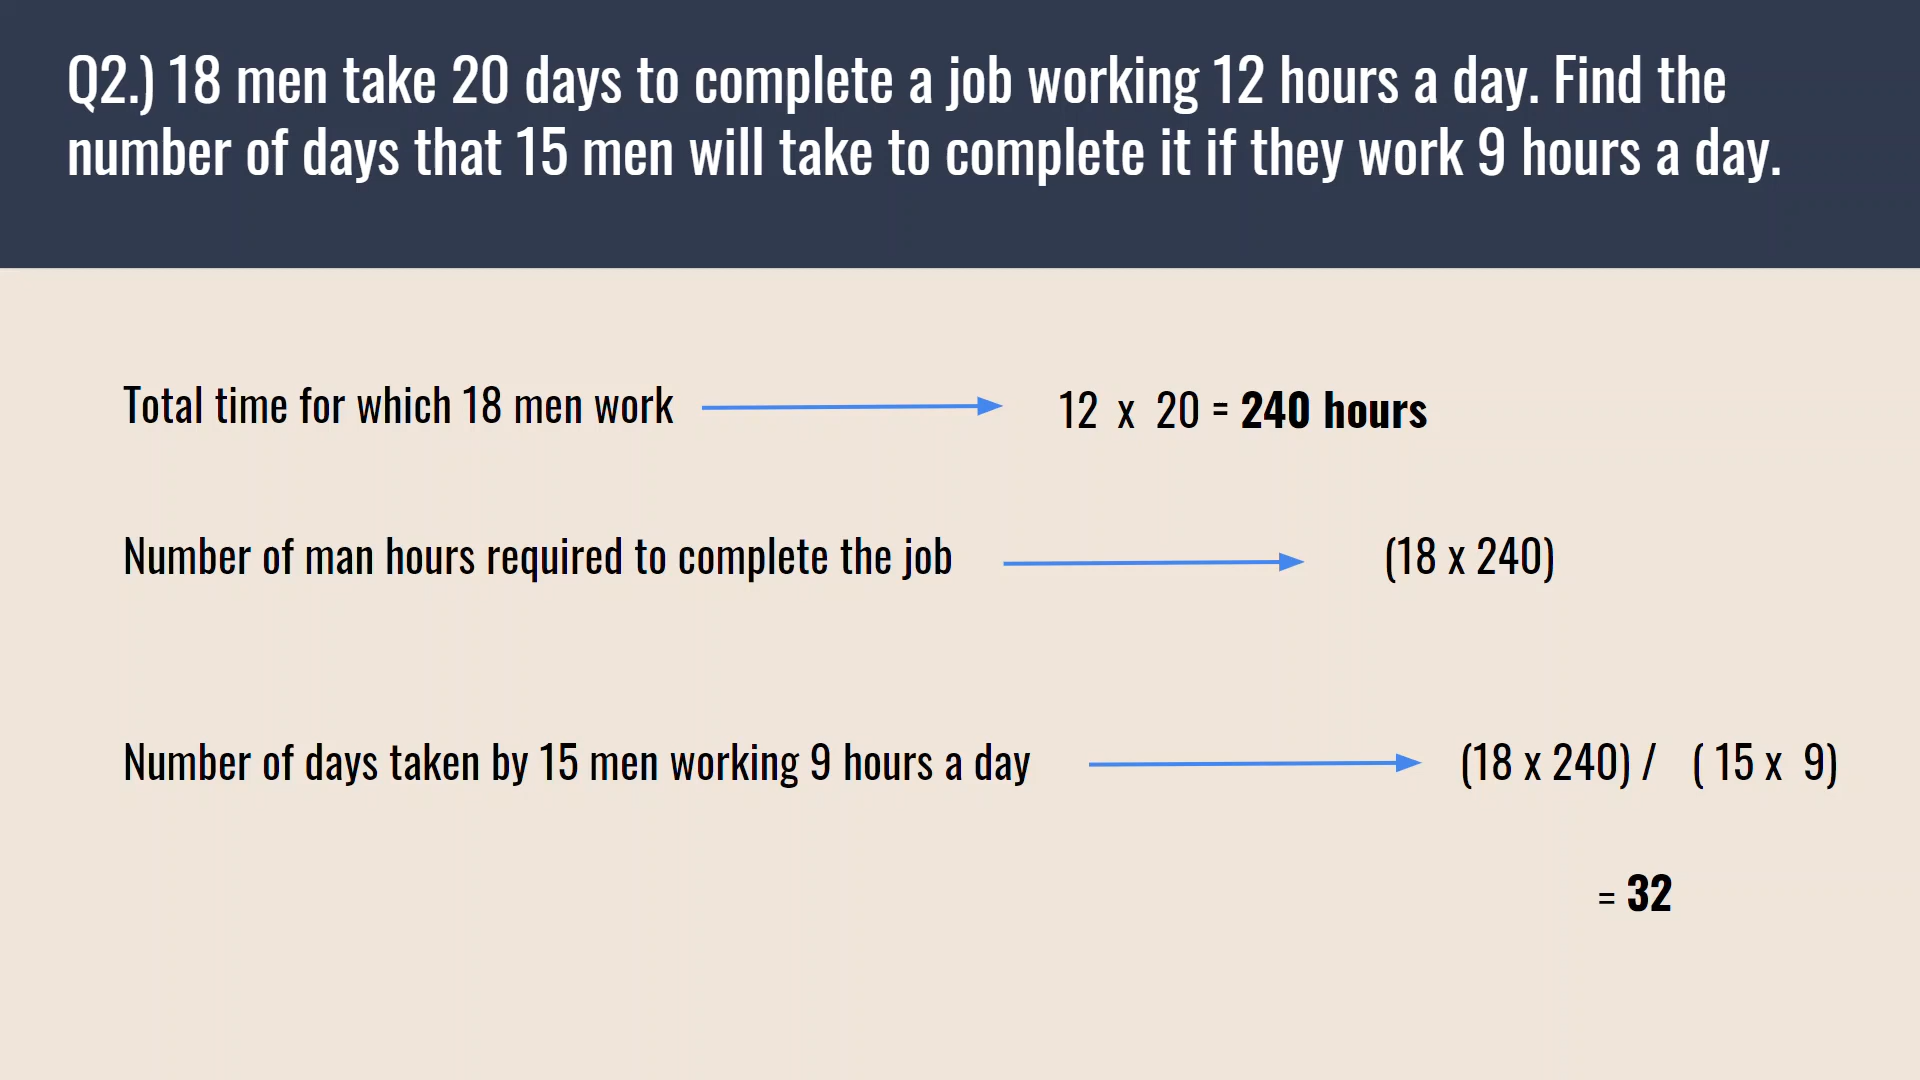 Q2.) 18 men take 20 days to complete a job working 12 hours a day. Find the
number of days that 15 men will take to complete it if they work 9 hours a day.
Total time for which 18 men work 12 x 20 = 240 hours
Number of man hours required to complete the job (18 x 240)
Number of days taken by 15 men working 9 hours a day (18 x 240) / ( 15 x 9)
= 32